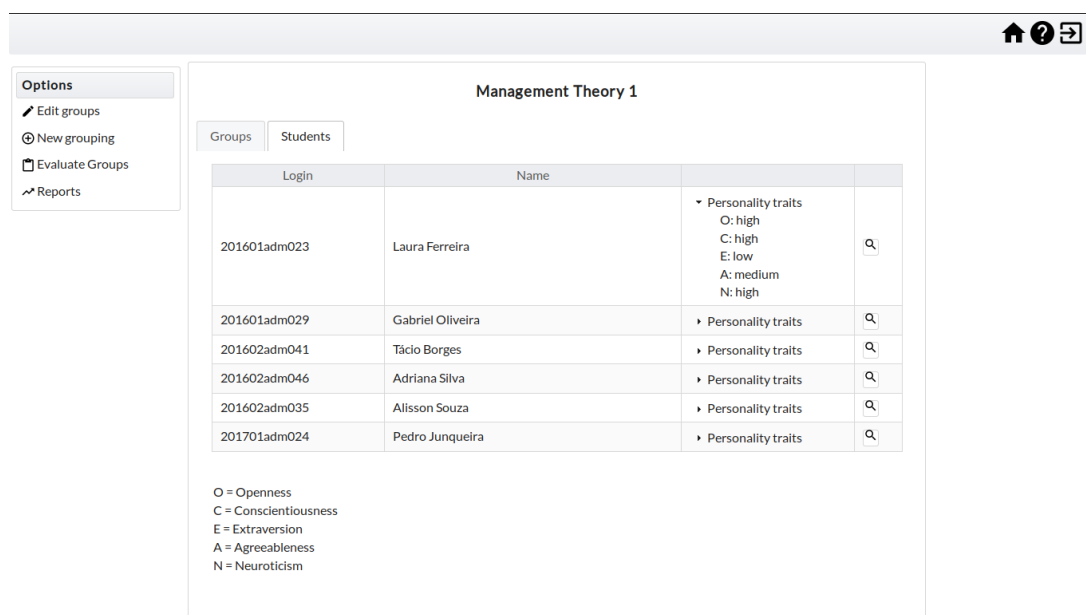 Options
Edit groups
New grouping
Evaluate Groups
Reports
Management Theory 1
Groups Students
Login Name
201601adm023 Laura Ferreira
Personality traits
O: high
C: high
E: low
A: medium
N: high
201601adm029 Gabriel Oliveira Personality traits
201602adm041 Tácio Borges Personality traits
201602adm046 Adriana Silva Personality traits
201602adm035 Alisson Souza Personality traits
201701adm024 Pedro Junqueira Personality traits
O = Openness
C = Conscientiousness
E = Extraversion
A = Agreeableness
N = Neuroticism